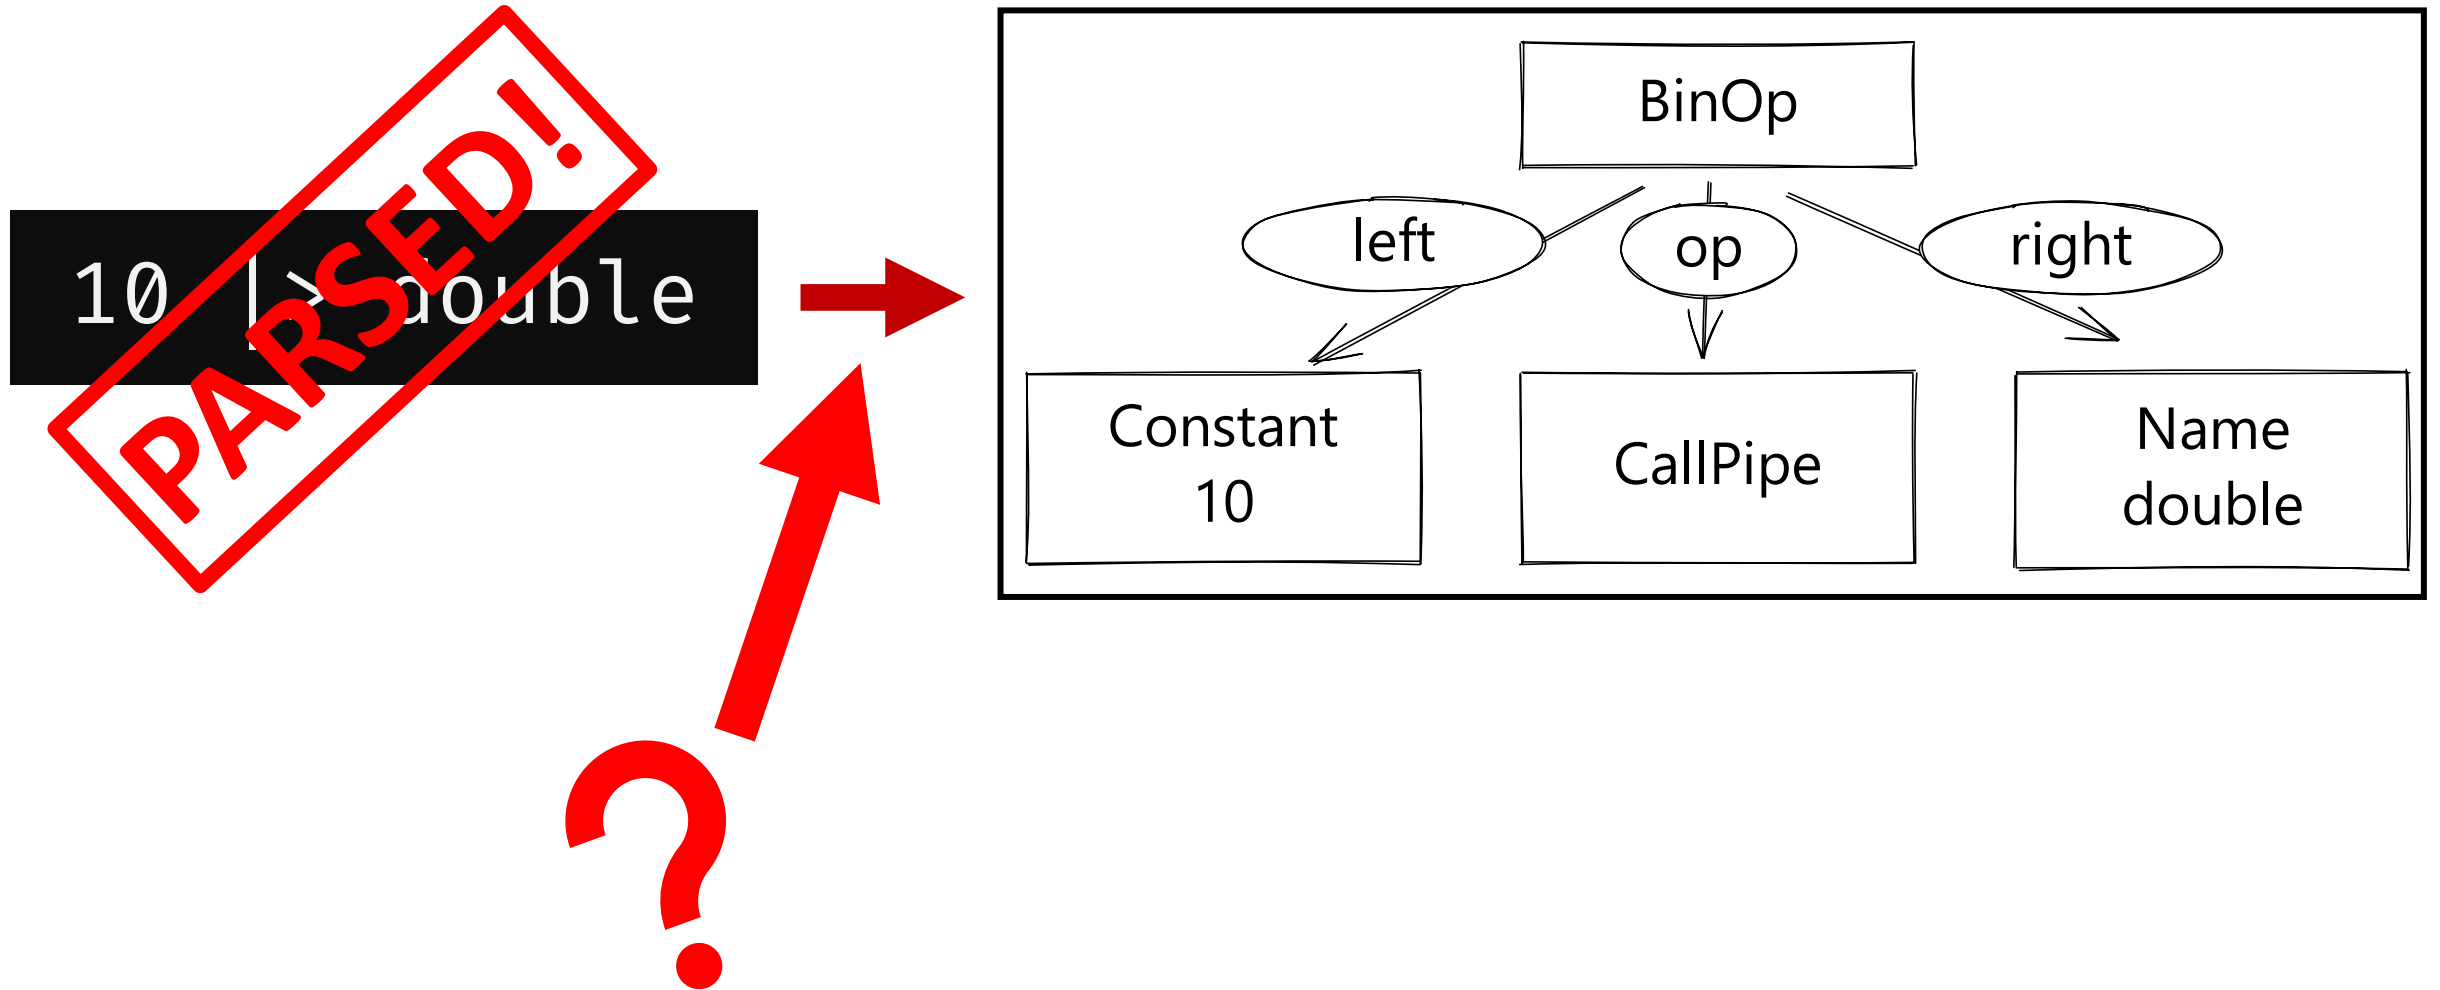 10 |> double
PARSED!
BinOp
left
op
right
Constant
10
CallPipe
Name
double
?